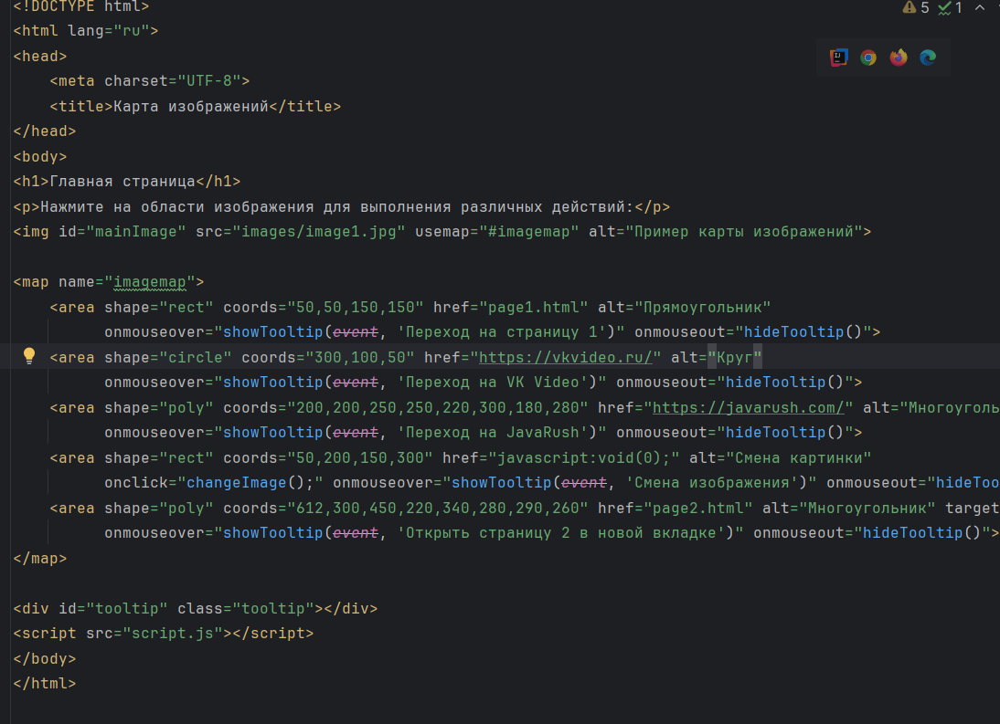 <!DOCTYPE html>
5 1
<html lang="ru">
<head>
<meta charset="UTF-8">
<title>Карта изображений</title>
</head>
<body>
<h1>Главная страница</h1>
<p>Нажмите на области изображения для выполнения различных действий:</p>
<img id="mainImage" src="images/image1.jpg" usemap="#imagemap" alt="Пример карты изображений">
<map name="imagemap">
<area shape="rect" coords="50,50,150,150" href="page1.html" alt="Прямоугольник"
onmouseover="showTooltip(event, 'Переход на страницу 1')" onmouseout="hideTooltip()">
<area shape="circle" coords="300,100,50" href="https://vkvideo.ru/" alt="Круг"
onmouseover="showTooltip(event, 'Переход на VK Video')" onmouseout="hideTooltip()">
<area shape="poly" coords="200,200,250,250,220,300,180,280" href="https://javarush.com/" alt="Многоуголь
onmouseover="showTooltip(event, 'Переход на JavaRush')" onmouseout="hideTooltip()">
<area shape="rect" coords="50,200,150,300" href="javascript:void(0);" alt="Смена картинки"
onclick="changeImage();" onmouseover="showTooltip(event, 'Смена изображения')" onmouseout="hideToo
<area shape="poly" coords="612,300,450,220,340,280,290,260" href="page2.html" alt="Многоугольник" target
onmouseover="showTooltip(event, 'Открыть страницу 2 в новой вкладке')" onmouseout="hideTooltip()">
</map>
<div id="tooltip" class="tooltip"></div>
<script src="script.js"></script>
</body>
</html>